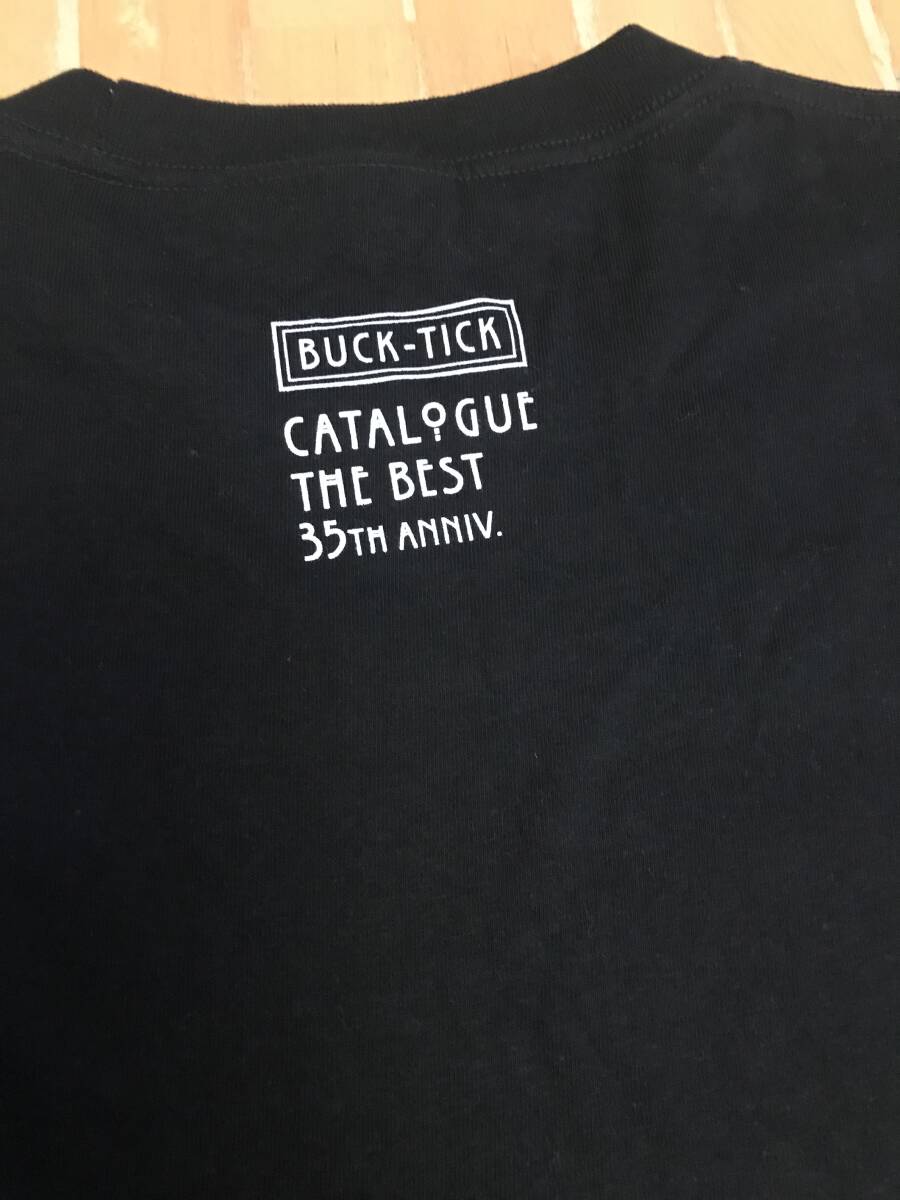 BUCK-TICK
CATALOGUE
THE BEST
35TH ANNIV.